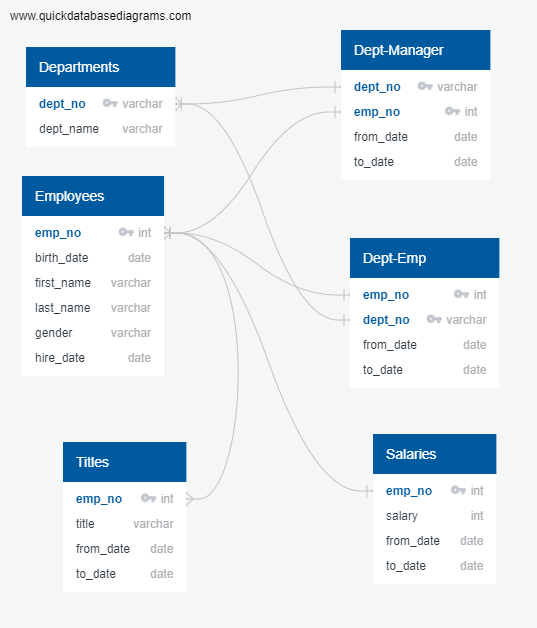 www.quickdatabasediagrams.com
Departments
dept_no varchar
dept_name varchar
Dept-Manager
dept_no varchar
emp_no int
from_date date
to_date date
Employees
emp_no int
birth_date date
first_name varchar
last_name varchar
gender varchar
hire_date date
Dept-Emp
emp_no int
dept_no varchar
from_date date
to_date date
Titles
emp_no int
title varchar
from_date date
to_date date
Salaries
emp_no int
salary int
from_date date
to_date date